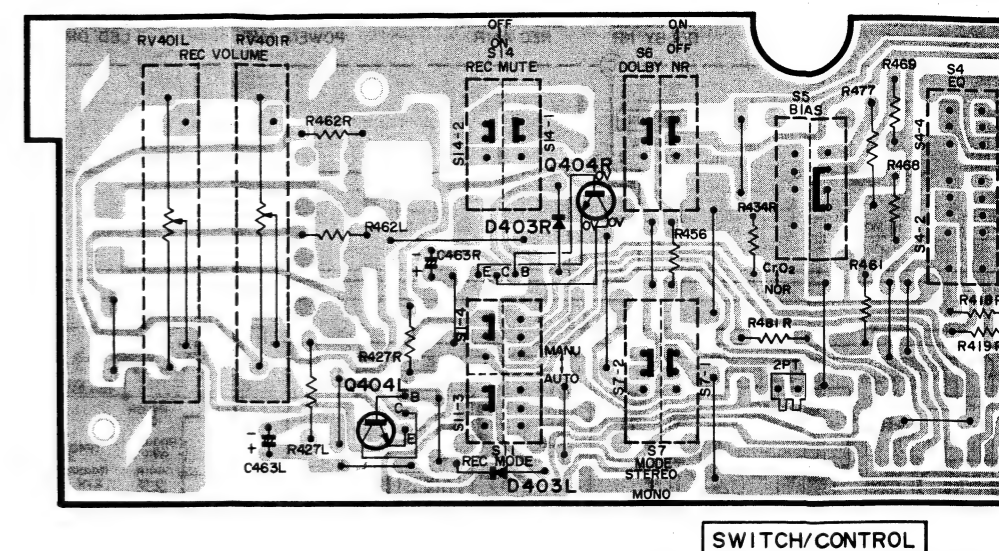 OFF
ON
S14
REC MUTE
ON
S6
OFF
DOLBY NR
RV401L
RV401R
REC VOLUME
R469
S4
EQ
R477
S5
BIAS
R462R
S14-2
S14-1
S4-4
Q404R
0V
R468
D403R
0V
0V
R434R
S4-2
R462L
R456
C463R
-
+
E
C
B
CrO2
NOR
R461
S11-4
R481R
R419R
R427R
MANU
AUTO
S7-2
S7-1
2PT
Q404L
B
C
E
S11-3
-
+
C463L
R427L
S11
REC MODE
D403L
S7
MODE
STEREO
MONO
SWITCH/CONTROL